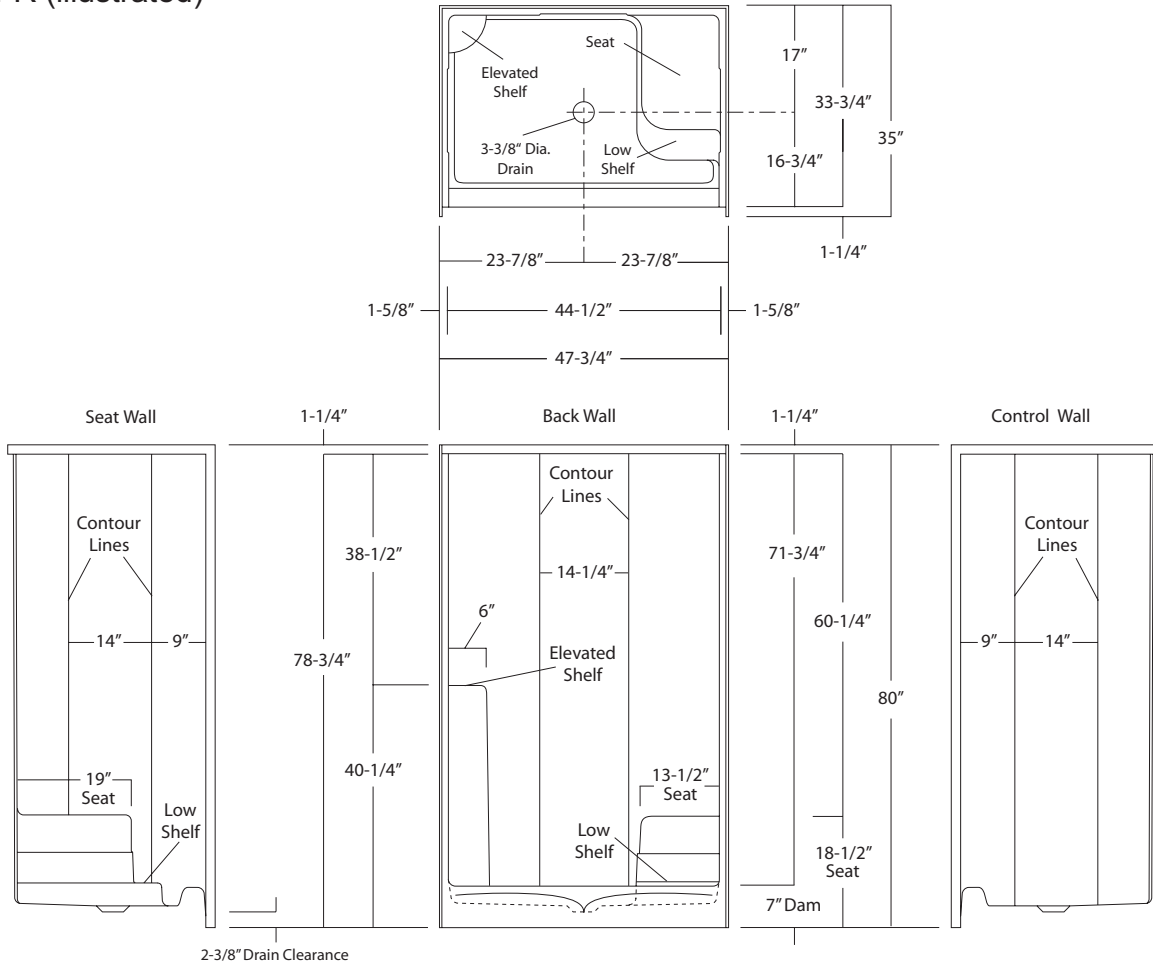 R (illustrated)
Seat
Elevated
Shelf
3-3/8" Dia.
Drain
Low
Shelf
17"
33-3/4"
35"
16-3/4"
1-1/4"
23-7/8"
23-7/8"
1-5/8"
44-1/2"
1-5/8"
47-3/4"
Seat Wall
1-1/4"
Back Wall
1-1/4"
Control Wall
Contour
Lines
38-1/2"
Contour
Lines
71-3/4"
Contour
Lines
14-1/4"
6"
60-1/4"
14"
9"
78-3/4"
Elevated
Shelf
9"
14"
80"
40-1/4"
19"
Seat
13-1/2"
Seat
Low
Shelf
Low
Shelf
18-1/2"
Seat
7" Dam
2-3/8" Drain Clearance